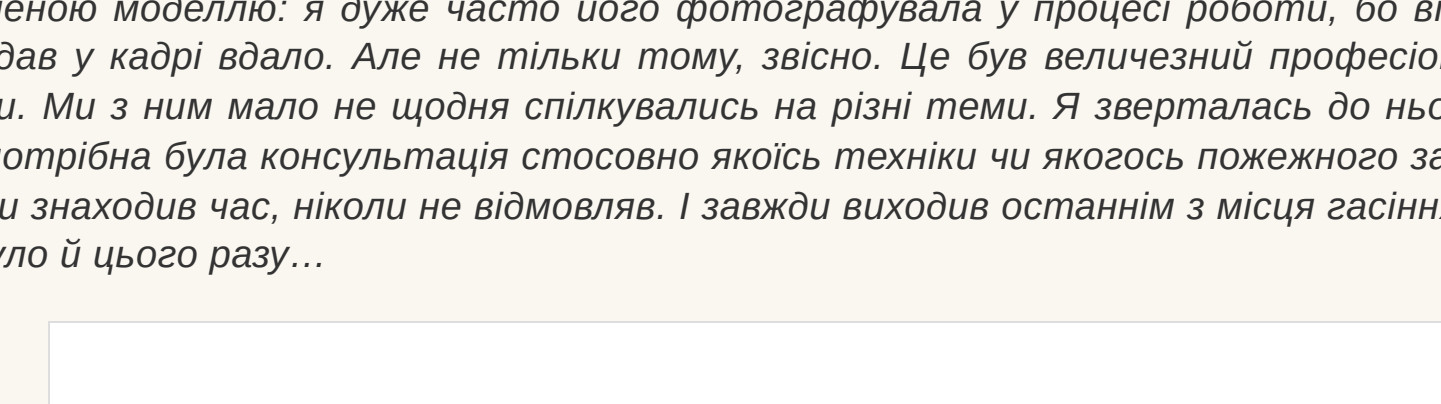 моделлю: я дуже часто його фотографувала у процесі роботи, бо
у кадрі вдало. Але не тільки тому, звісно. Це був величезний
Ми з ним мало не щодня спілкувались на різні теми. Я зверталась до
потрібна була консультація стосовно якоїсь техніки чи якогось пожежного
знаходив час, ніколи не відмовляв. І завжди виходив останнім з місця гасіння
й цього разу…